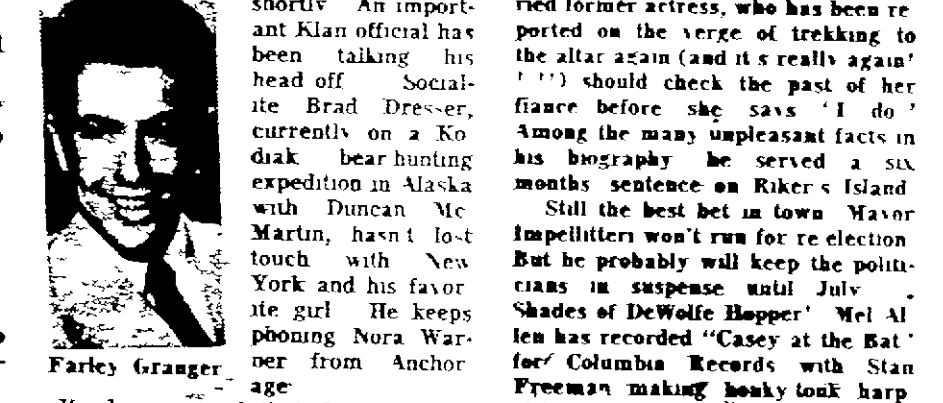 shortly An import-
ant Klan official has
been talking his
head off Social-
ite Brad Dresser,
currently on a Ko
diak bear hunting
expedition in Alaska
with Duncan Mc
Martin, hasn t lost
touch with New
York and his favor
ite girl He keeps
phoning Nora War-
ner from Anchor
age
Farley Granger
ried former actress, who has been re
ported on the verge of trekking to
the altar again (and it s really again'
' '') should check the past of her
fiance before she says 'I do '
Among the many unpleasant facts in
his biography he served a six
months sentence on Riker s Island
Still the best bet in town Mayor
Impellitteri won't run for re election
But he probably will keep the politi-
cians in suspense until July
Shades of DeWolfe Hopper' Mel Al
len has recorded "Casey at the Bat '
for Columbia Records with Stan
Freeman making honky tonk harp